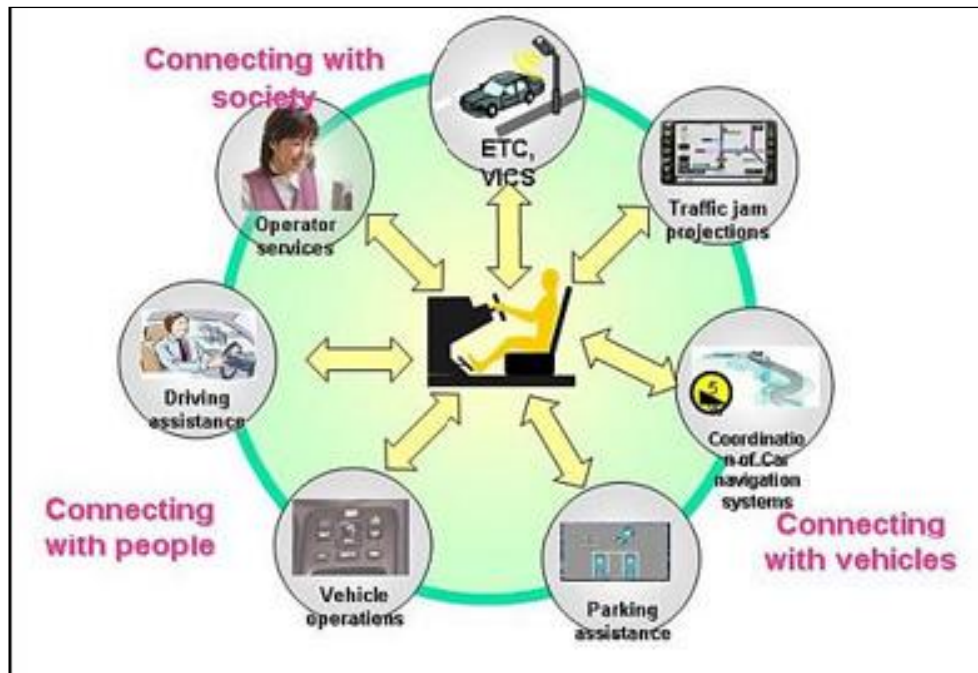 Connecting with
society
ETC,
VICS
Operator
services
Traffic jam
projections
Driving
assistance
Coordinatio
n of Car
navigation
systems
5
Connecting
with people
Connecting
with vehicles
Vehicle
operations
Parking
assistance